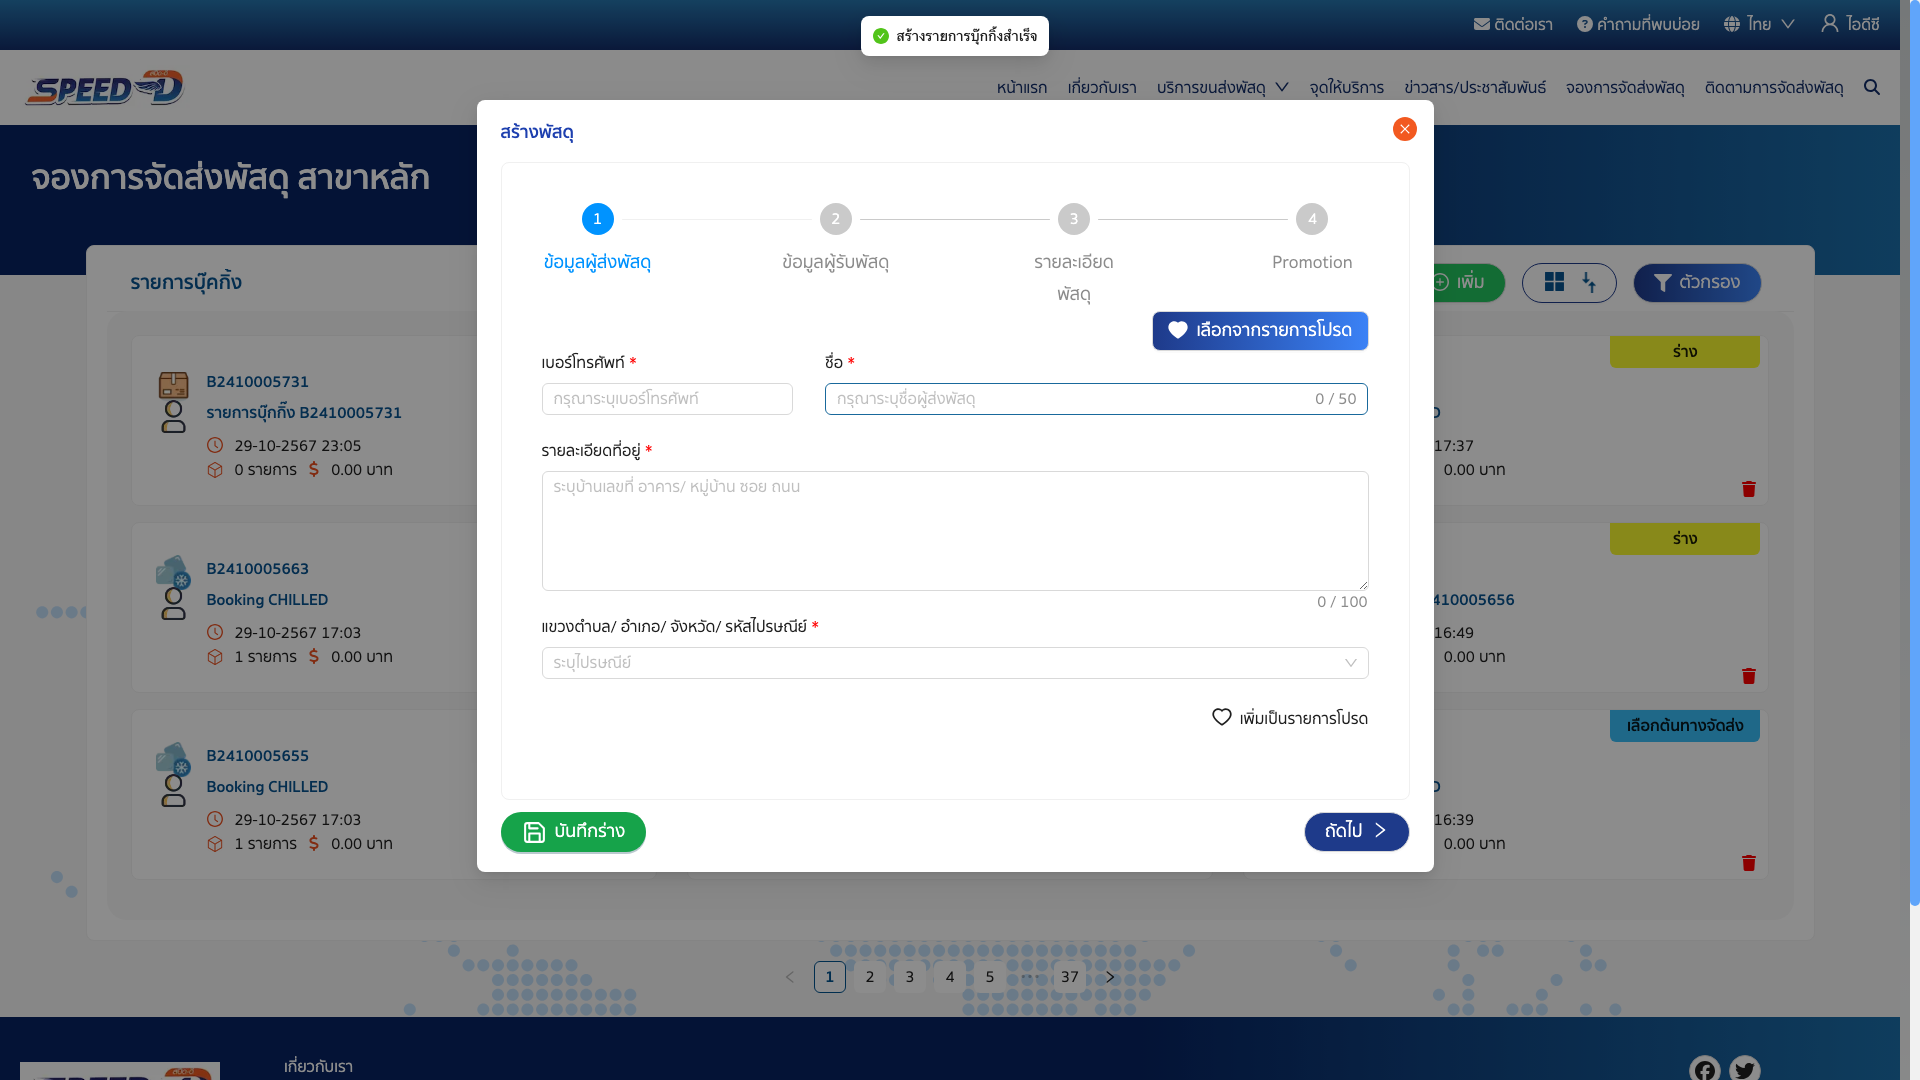 ติดต่อเรา
คำถามที่พบบ่อย
ไทย
ไอดีซี
สร้างรายการบุ๊กกิ้งสำเร็จ
SPEED-D
หน้าแรก
เกี่ยวกับเรา
บริการขนส่งพัสดุ
จุดให้บริการ
ข่าวสาร/ประชาสัมพันธ์
จองการจัดส่งพัสดุ
ติดตามการจัดส่งพัสดุ
จองการจัดส่งพัสดุ สาขาหลัก
สร้างพัสดุ
1
2
3
4
ข้อมูลผู้ส่งพัสดุ
ข้อมูลผู้รับพัสดุ
รายละเอียด
พัสดุ
Promotion
เลือกจากรายการโปรด
เบอร์โทรศัพท์ *
ชื่อ *
กรุณาระบุเบอร์โทรศัพท์
กรุณาระบุชื่อผู้ส่งพัสดุ
0 / 50
รายละเอียดที่อยู่ *
ระบุบ้านเลขที่ อาคาร/ หมู่บ้าน ซอย ถนน
0 / 100
แขวงตำบล/ อำเภอ/ จังหวัด/ รหัสไปรษณีย์ *
ระบุไปรษณีย์
เพิ่มเป็นรายการโปรด
บันทึกร่าง
ถัดไป
รายการบุ๊คกิ้ง
เพิ่ม
ตัวกรอง
B2410005731
รายการบุ๊กกิ๊ง B2410005731
29-10-2567 23:05
0 รายการ $ 0.00 บาท
ร่าง
17:37
0.00 บาท
B2410005663
Booking CHILLED
29-10-2567 17:03
1 รายการ $ 0.00 บาท
ร่าง
410005656
16:49
0.00 บาท
B2410005655
Booking CHILLED
29-10-2567 17:03
1 รายการ $ 0.00 บาท
เลือกต้นทางจัดส่ง
16:39
0.00 บาท
1
2
3
4
5
•••
37
เกี่ยวกับเรา